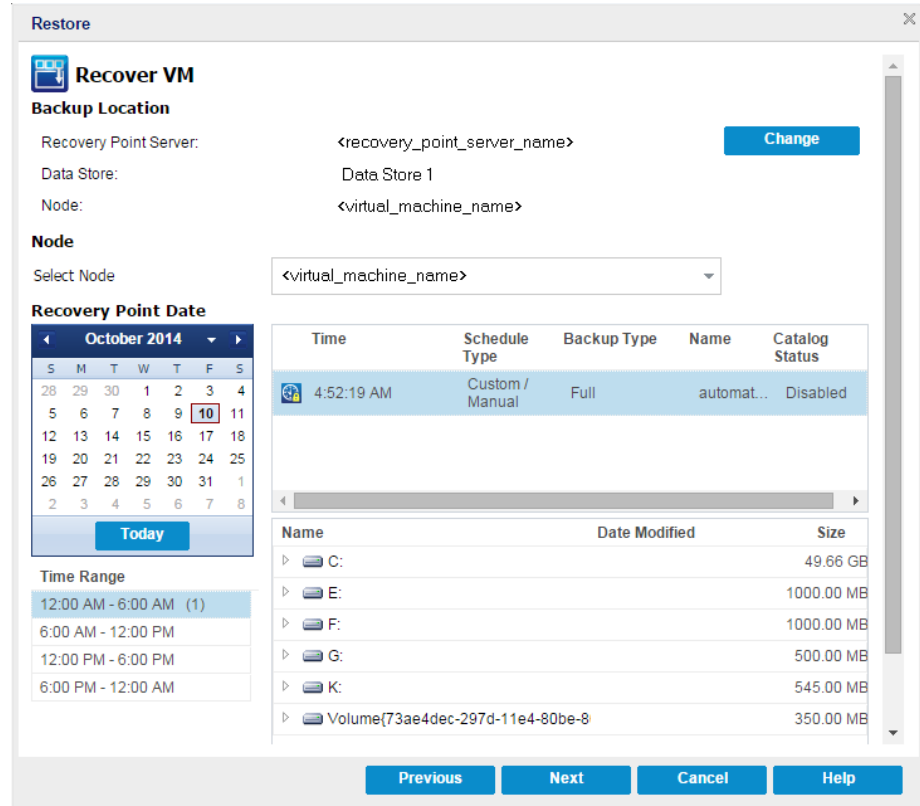 Restore
Recover VM
Backup Location
Recovery Point Server: <recovery_point_server_name> Change
Data Store: Data Store 1
Node: <virtual_machine_name>
Node
Select Node <virtual_machine_name>
Recovery Point Date
October 2014
S M T W T F S
28 29 30 1 2 3 4
5 6 7 8 9 10 11
12 13 14 15 16 17 18
19 20 21 22 23 24 25
26 27 28 29 30 31 1
2 3 4 5 6 7 8
Today
Time Range
12:00 AM - 6:00 AM (1)
6:00 AM - 12:00 PM
12:00 PM - 6:00 PM
6:00 PM - 12:00 AM
Time Schedule Type Backup Type Name Catalog Status
4:52:19 AM Custom / Manual Full automat... Disabled
Name Date Modified Size
C: 49.66 GB
E: 1000.00 MB
F: 1000.00 MB
G: 500.00 MB
K: 545.00 MB
Volume{73ae4dec-297d-11e4-80be-8 350.00 MB
Previous Next Cancel Help